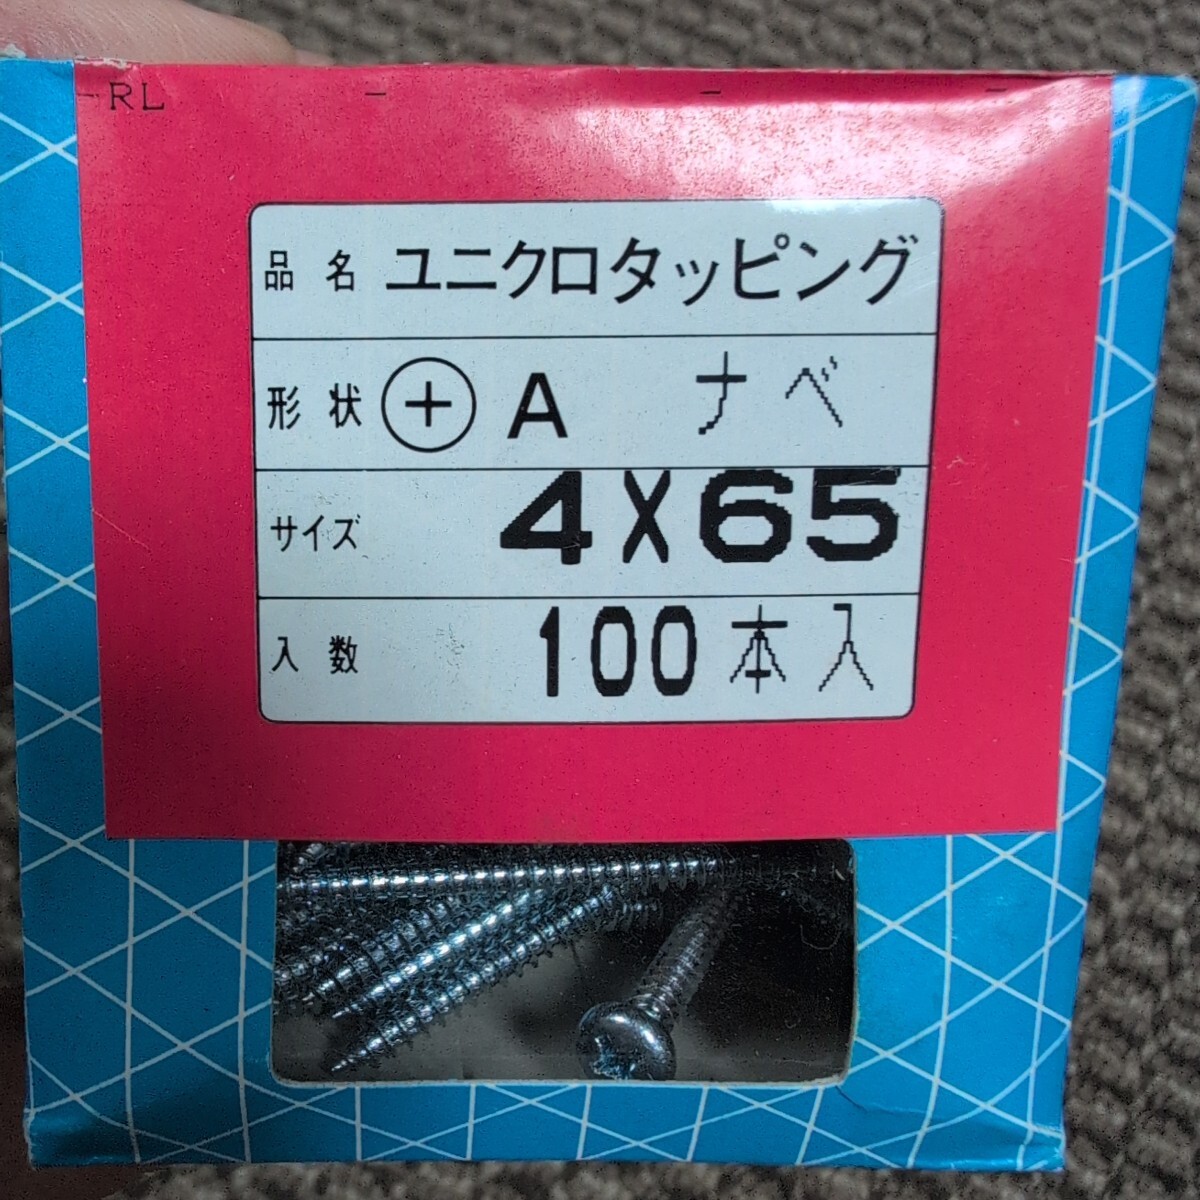 RL
品名 ユニクロタッピング
形状 ⊕ A ナベ
サイズ 4X65
入数 100本入